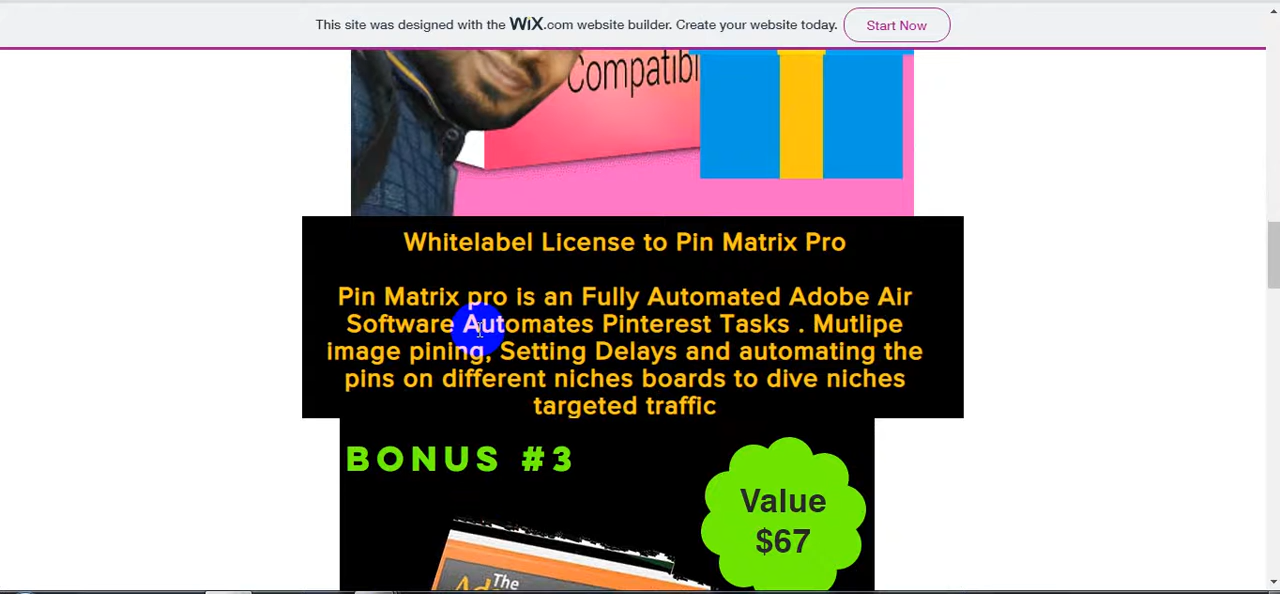 This site was designed with the WiX.com website builder. Create your website today. Start Now
Whitelabel License to Pin Matrix Pro
Pin Matrix pro is an Fully Automated Adobe Air
Software Automates Pinterest Tasks . Mutlipe
image pining, Setting Delays and automating the
pins on different niches boards to dive niches
targeted traffic
BONUS #3
Value
$67
The